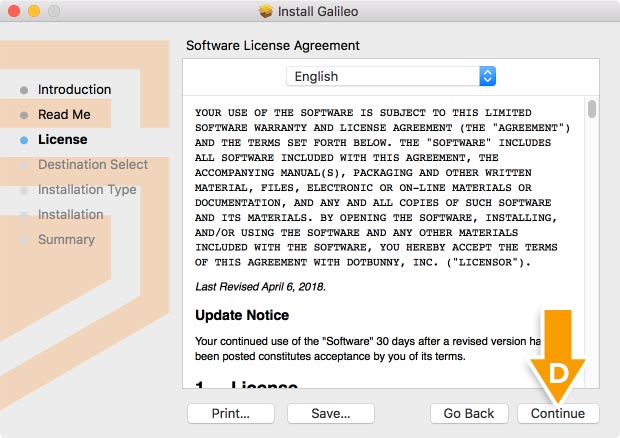 Install Galileo
Software License Agreement
English
Introduction
Read Me
License
Destination Select
Installation Type
Installation
Summary
YOUR USE OF THE SOFTWARE IS SUBJECT TO THIS LIMITED
SOFTWARE WARRANTY AND LICENSE AGREEMENT (THE "AGREEMENT")
AND THE TERMS SET FORTH BELOW. THE "SOFTWARE" INCLUDES
ALL SOFTWARE INCLUDED WITH THIS AGREEMENT, THE
ACCOMPANYING MANUAL(S), PACKAGING AND OTHER WRITTEN
MATERIAL, FILES, ELECTRONIC OR ON-LINE MATERIALS OR
DOCUMENTATION, AND ANY AND ALL COPIES OF SUCH SOFTWARE
AND ITS MATERIALS. BY OPENING THE SOFTWARE, INSTALLING,
AND/OR USING THE SOFTWARE AND ANY OTHER MATERIALS
INCLUDED WITH THE SOFTWARE, YOU HEREBY ACCEPT THE TERMS
OF THIS AGREEMENT WITH DOTBUNNY, INC. ("LICENSOR").
Last Revised April 6, 2018.
Update Notice
Your continued use of the "Software" 30 days after a revised version
been posted constitutes acceptance by you of its terms.
1. License
D
Print...
Save...
Go Back
Continue